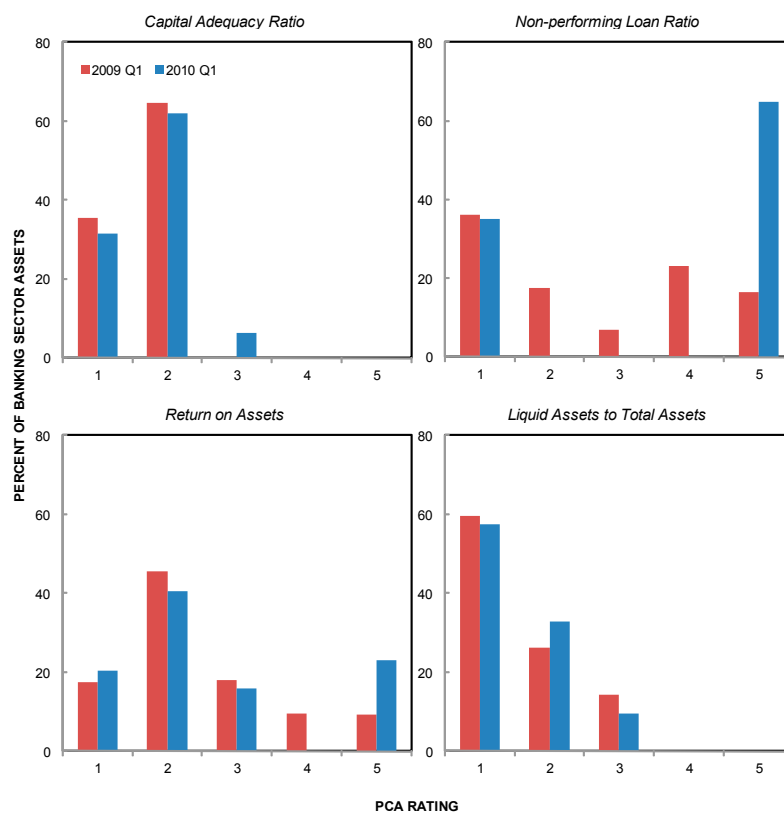 Capital Adequacy Ratio
80
60
40
20
0
2009 Q1 2010 Q1
1 2 3 4 5
Non-performing Loan Ratio
80
60
40
20
0
1 2 3 4 5
PERCENT OF BANKING SECTOR ASSETS
Return on Assets
80
60
40
20
0
1 2 3 4 5
Liquid Assets to Total Assets
80
60
40
20
0
1 2 3 4 5
PCA RATING